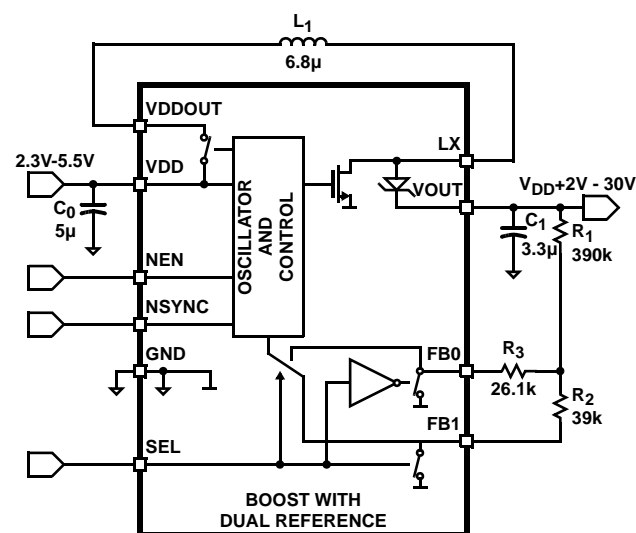 L1
6.8µ
VDDOUT
LX
2.3V-5.5V
VDD
VOUT
VDD+2V - 30V
C0
5µ
OSCILLATOR
AND
CONTROL
C1
3.3µ
R1
390k
NEN
NSYNC
GND
FB0
R3
26.1k
R2
39k
FB1
SEL
BOOST WITH
DUAL REFERENCE